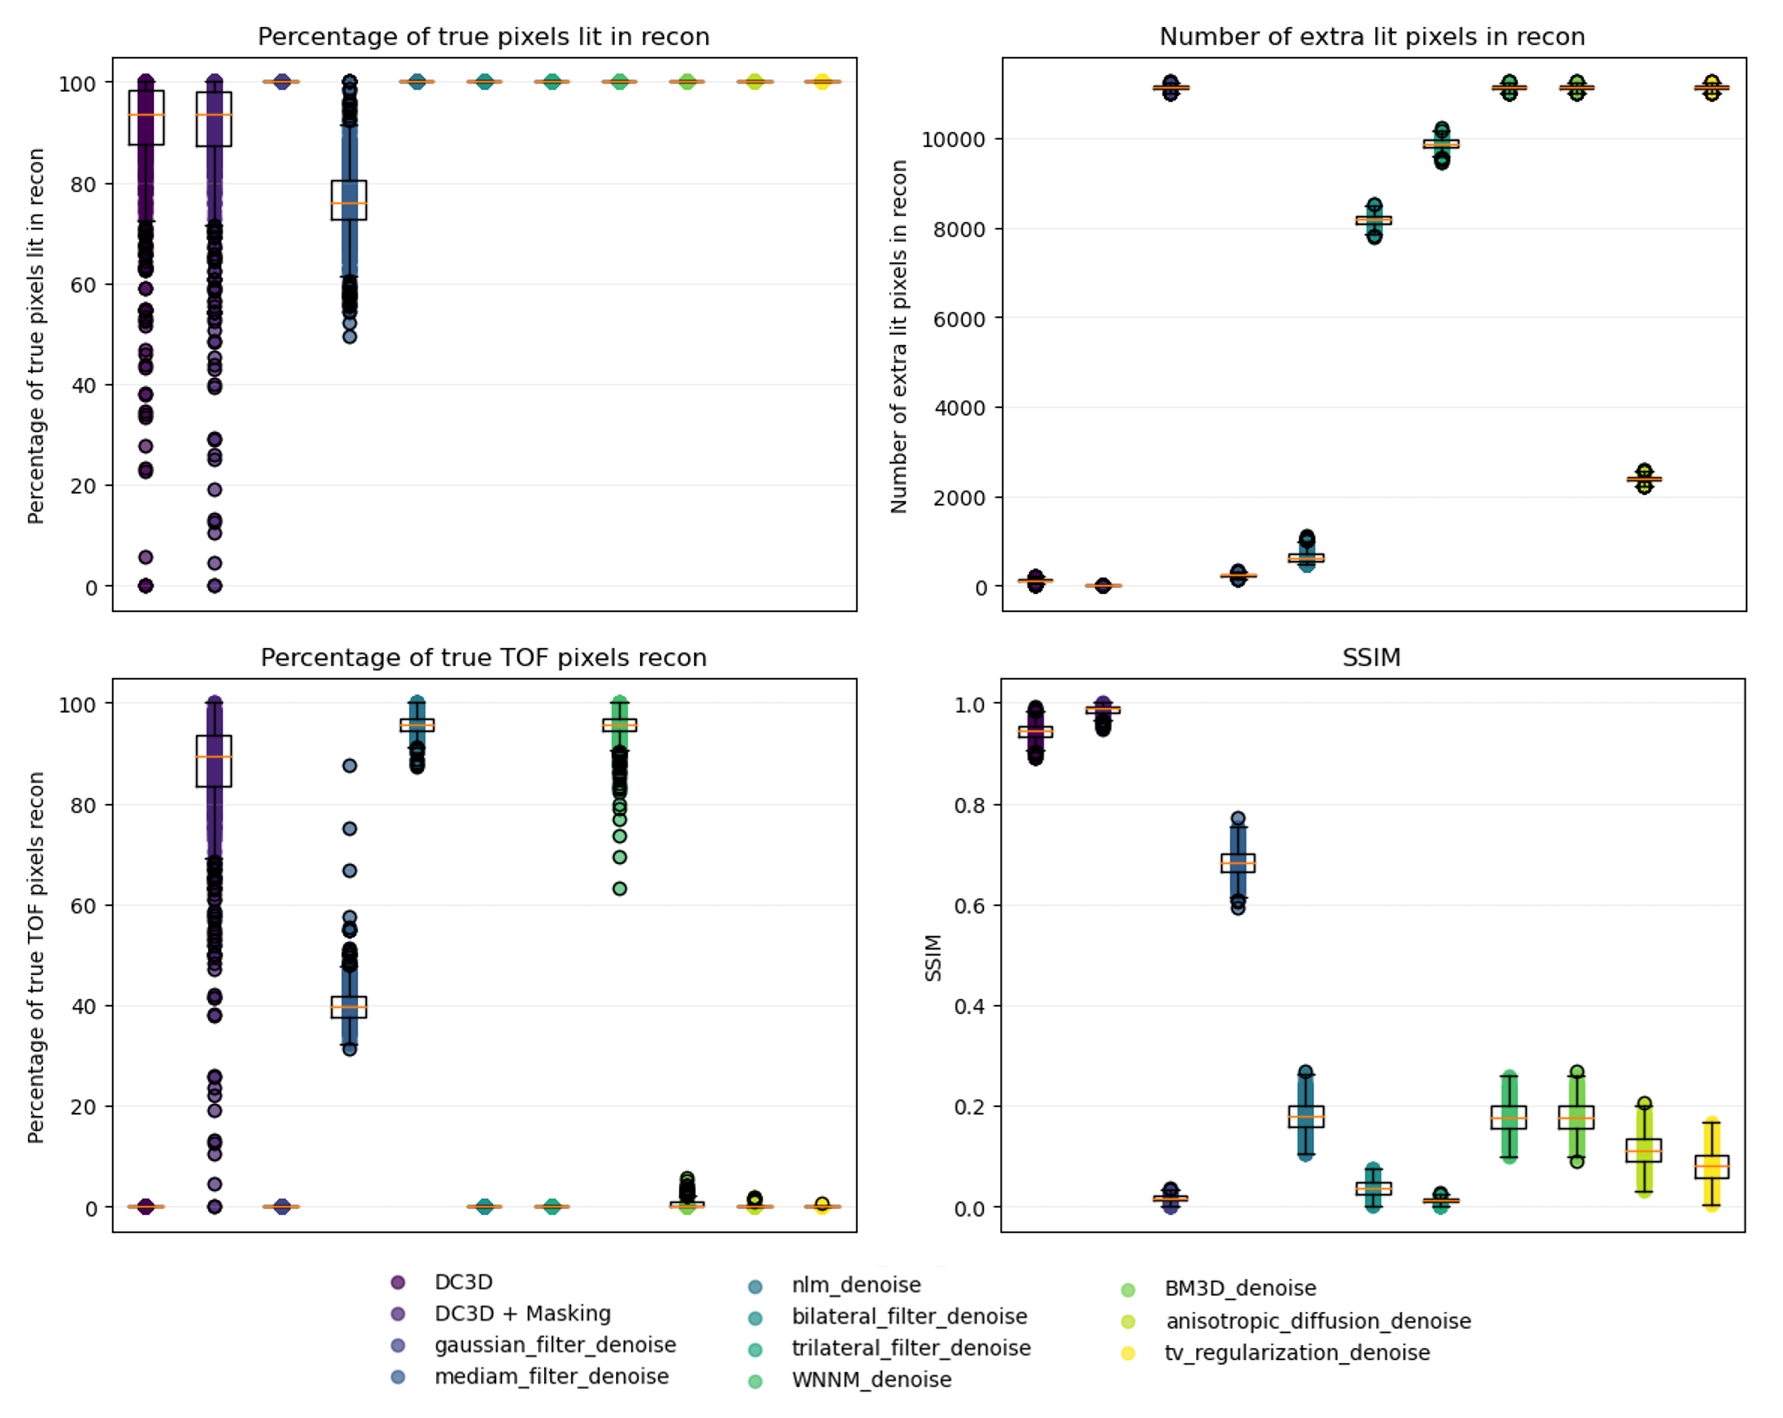 Percentage of true pixels lit in recon
Percentage of true pixels lit in recon
100
80
60
40
20
0
Number of extra lit pixels in recon
Number of extra lit pixels in recon
10000
8000
6000
4000
2000
0
Percentage of true TOF pixels recon
Percentage of true TOF pixels recon
100
80
60
40
20
0
SSIM
SSIM
1.0
0.8
0.6
0.4
0.2
0.0
DC3D
DC3D + Masking
gaussian_filter_denoise
mediam_filter_denoise
nlm_denoise
bilateral_filter_denoise
trilateral_filter_denoise
WNNM_denoise
BM3D_denoise
anisotropic_diffusion_denoise
tv_regularization_denoise